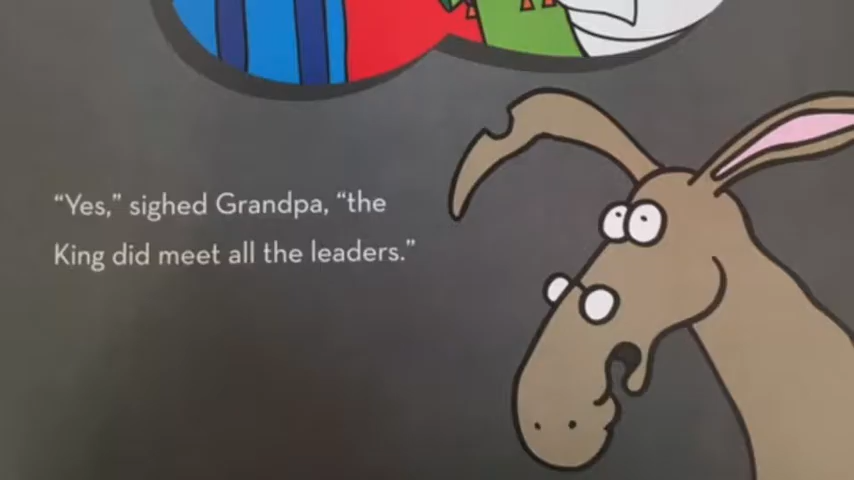 “Yes,” sighed Grandpa, “the
King did meet all the leaders.”